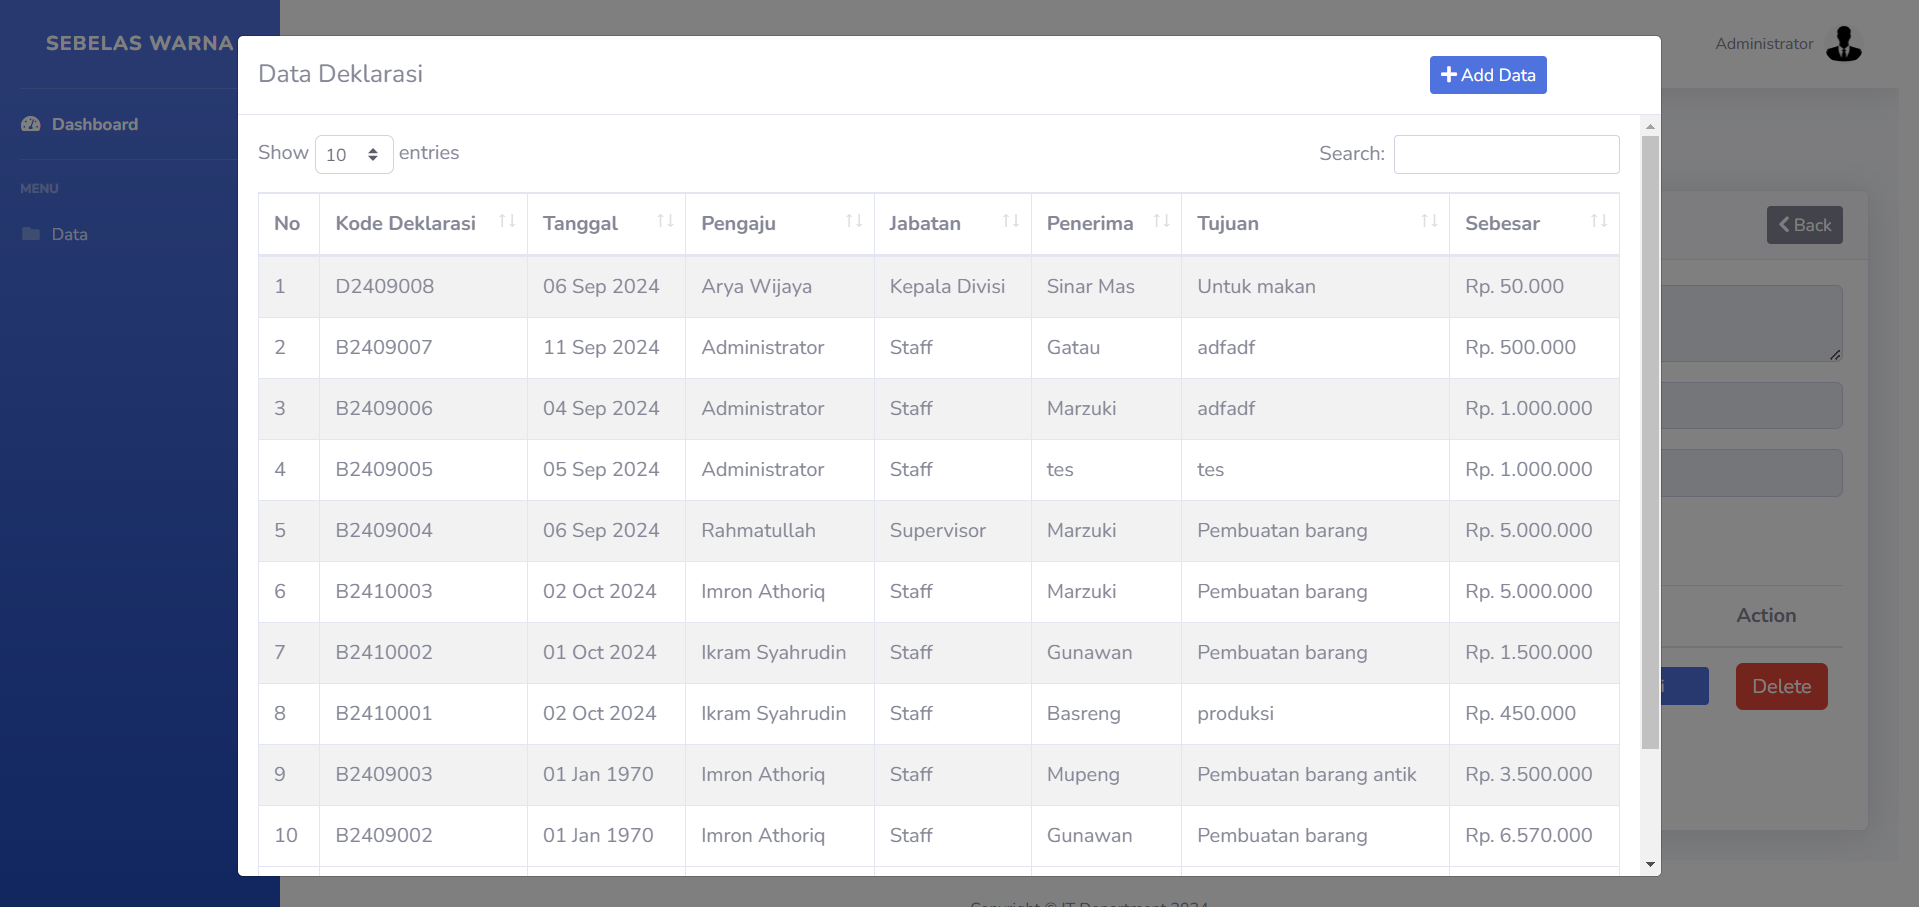 SEBELAS WARNA
Administrator
Dashboard
MENU
Data
Data Deklarasi
Add Data
Show 10 entries
Search:
No Kode Deklarasi Tanggal Pengaju Jabatan Penerima Tujuan Sebesar
1 D2409008 06 Sep 2024 Arya Wijaya Kepala Divisi Sinar Mas Untuk makan Rp. 50.000
2 B2409007 11 Sep 2024 Administrator Staff Gatau adfadf Rp. 500.000
3 B2409006 04 Sep 2024 Administrator Staff Marzuki adfadf Rp. 1.000.000
4 B2409005 05 Sep 2024 Administrator Staff tes tes Rp. 1.000.000
5 B2409004 06 Sep 2024 Rahmatullah Supervisor Marzuki Pembuatan barang Rp. 5.000.000
6 B2410003 02 Oct 2024 Imron Athoriq Staff Marzuki Pembuatan barang Rp. 5.000.000
7 B2410002 01 Oct 2024 Ikram Syahrudin Staff Gunawan Pembuatan barang Rp. 1.500.000
8 B2410001 02 Oct 2024 Ikram Syahrudin Staff Basreng produksi Rp. 450.000
9 B2409003 01 Jan 1970 Imron Athoriq Staff Mupeng Pembuatan barang antik Rp. 3.500.000
10 B2409002 01 Jan 1970 Imron Athoriq Staff Gunawan Pembuatan barang Rp. 6.570.000
Back
Action
Delete
Copyright © IT Department 2024